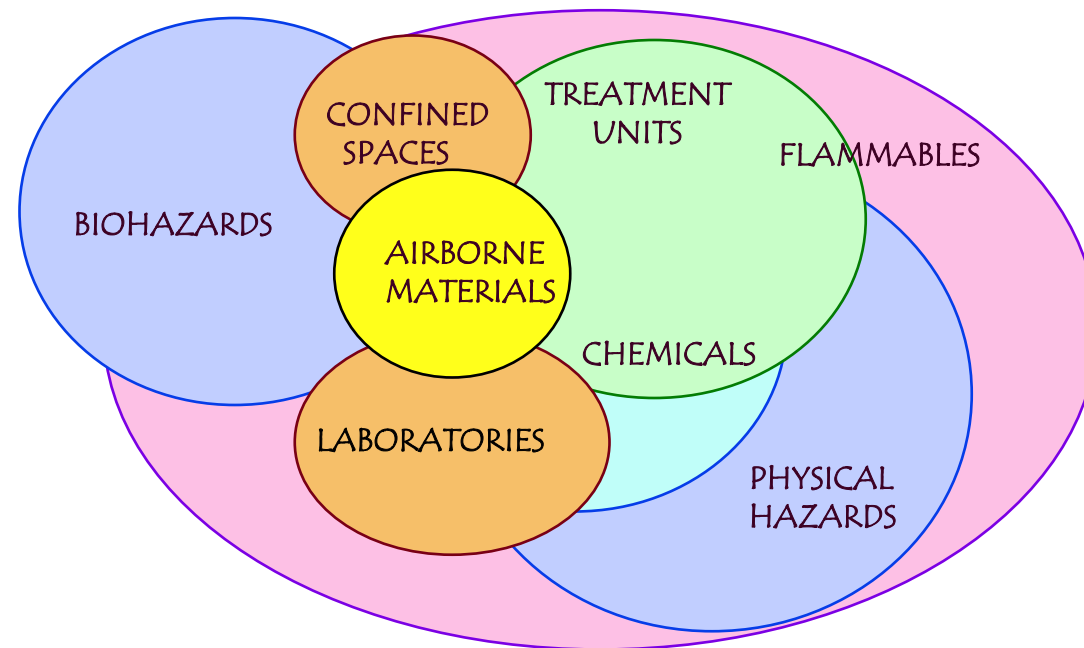 CONFINED
SPACES
TREATMENT
UNITS
FLAMMABLES
BIOHAZARDS
AIRBORNE
MATERIALS
CHEMICALS
LABORATORIES
PHYSICAL
HAZARDS